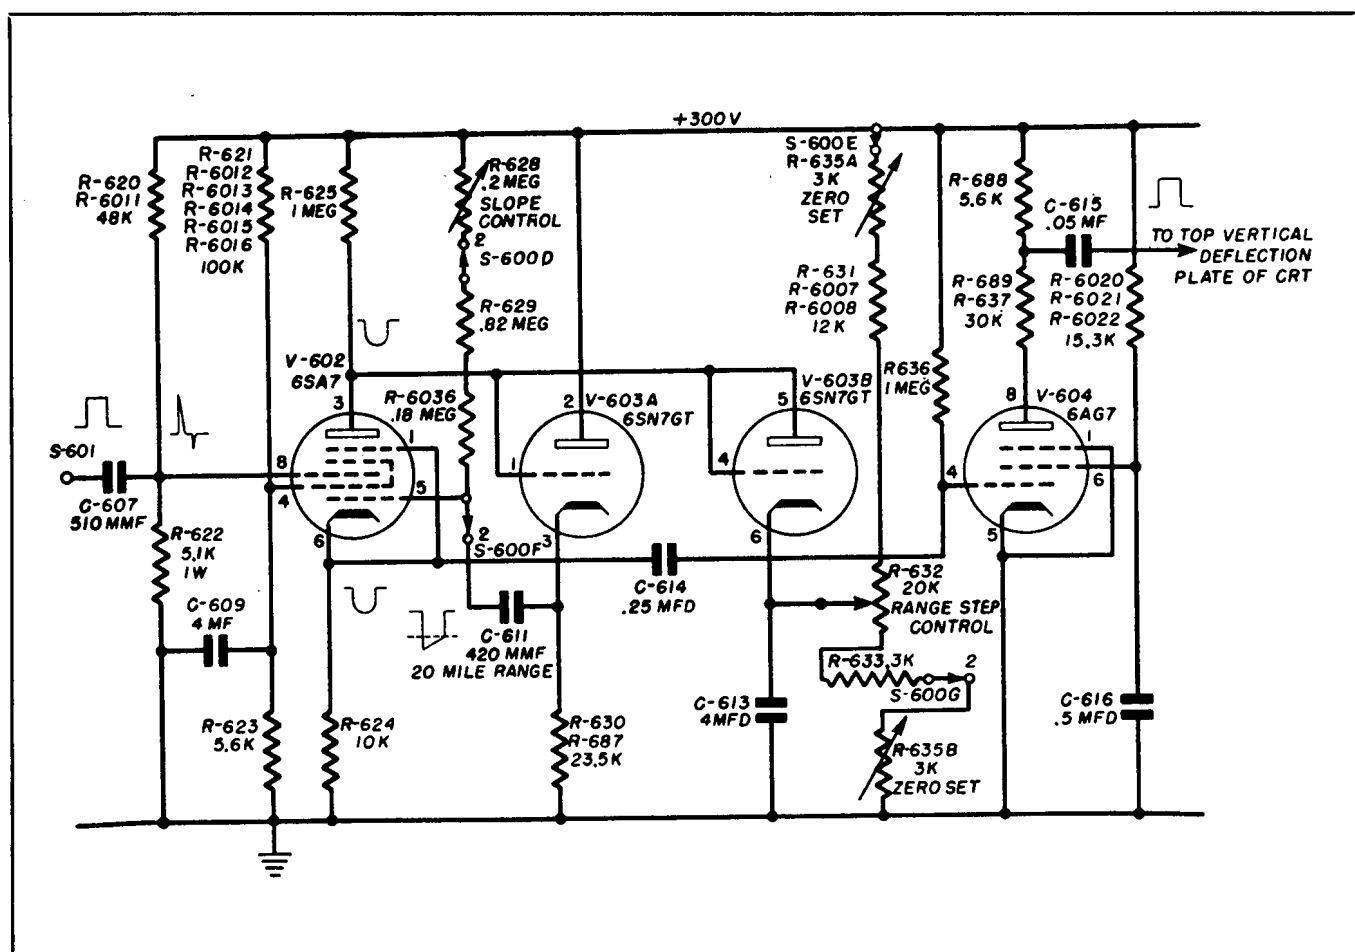 +300V
R-620
R-6011
48K
R-621
R-6012
R-6013
R-6014
R-6015
R-6016
100K
R-625
1 MEG
R-628
.2 MEG
SLOPE
CONTROL
2
S-600D
R-629
.82 MEG
R-6036
.18 MEG
S-600E
R-635A
3K
ZERO
SET
R-631
R-6007
R-6008
12K
R636
1 MEG
R-688
5.6K
C-615
.05 MF
TO TOP VERTICAL
DEFLECTION
PLATE OF CRT
R-689
R-637
30K
R-6020
R-6021
R-6022
15.3K
V-602
6SA7
3
1
8
4
5
6
V-603A
6SN7GT
2
1
3
V-603B
6SN7GT
5
4
6
V-604
6AG7
8
1
4
6
5
S-601
C-607
510 MMF
R-622
5.1K
1W
C-609
4 MF
R-623
5.6K
R-624
10K
2
S-600F
C-611
420 MMF
20 MILE RANGE
C-614
.25 MFD
R-630
R-687
23.5K
C-613
4MFD
R-632
20K
RANGE STEP
CONTROL
R-633,3K
2
S-600G
R-635B
3K
ZERO SET
C-616
.5 MFD